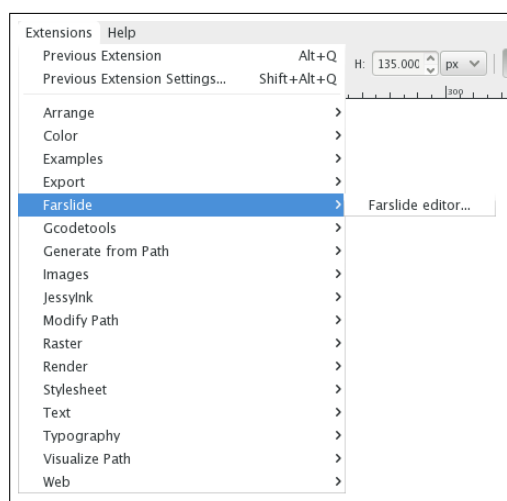 Extensions Help
Previous Extension Alt+Q
Previous Extension Settings... Shift+Alt+Q
H: 135.000 px
300
Arrange
Color
Examples
Export
Farslide
Farslide editor...
Gcodetools
Generate from Path
Images
JessyInk
Modify Path
Raster
Render
Stylesheet
Text
Typography
Visualize Path
Web